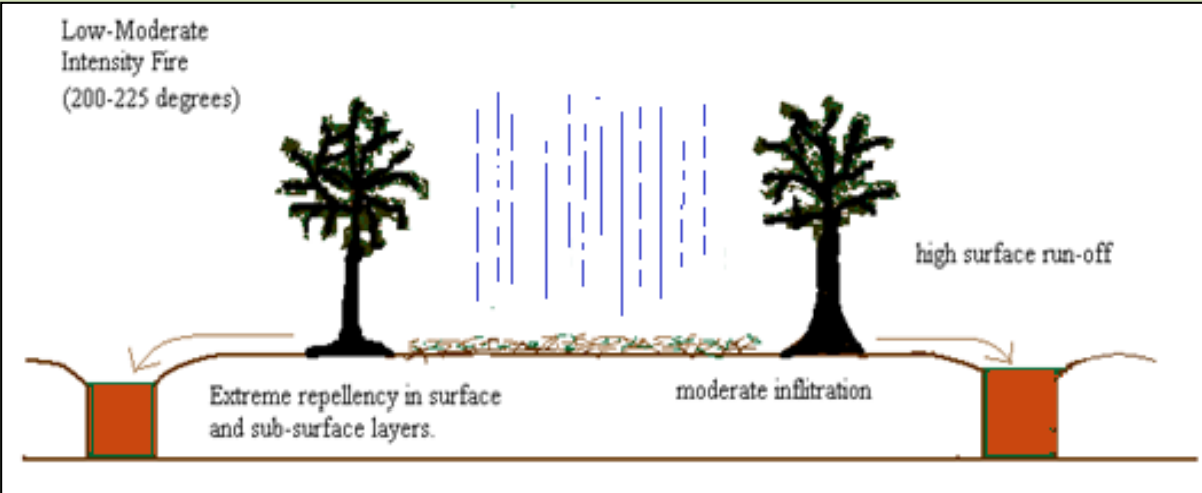 Low-Moderate
Intensity Fire
(200-225 degrees)
high surface run-off
Extreme repellency in surface
and sub-surface layers.
moderate inflitration